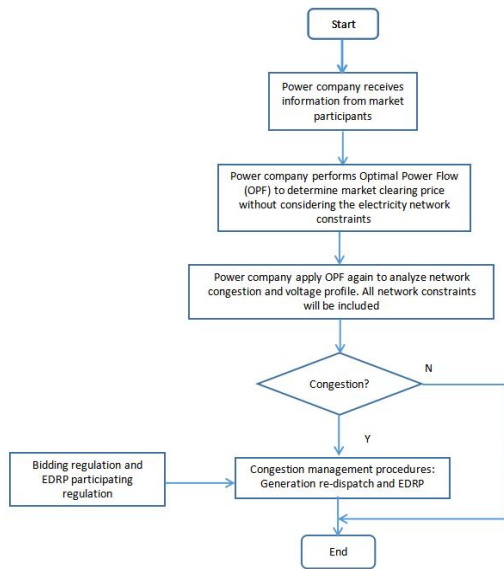 Start
Power company receives
information from market
participants
Power company performs Optimal Power Flow
(OPF) to determine market clearing price
without considering the electricity network
constraints
Power company apply OPF again to analyze network
congestion and voltage profile. All network constraints
will be included
Congestion?
N
Y
Bidding regulation and
EDRP participating
regulation
Congestion management procedures:
Generation re-dispatch and EDRP
End